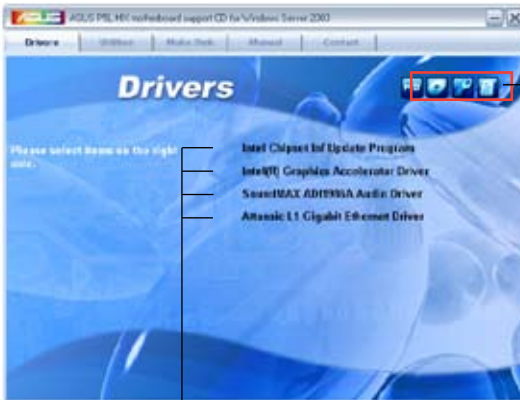 ASUS P5L-MX motherboard support CD for Windows Server 2003
Drivers
Utilities
Make Disk
Manual
Contact
Drivers
Please select items on the right side.
Intel Chipset Inf Update Program
Intel(R) Graphics Accelerator Driver
SoundMAX ADI1986A Audio Driver
Attansic L1 Gigabit Ethernet Driver